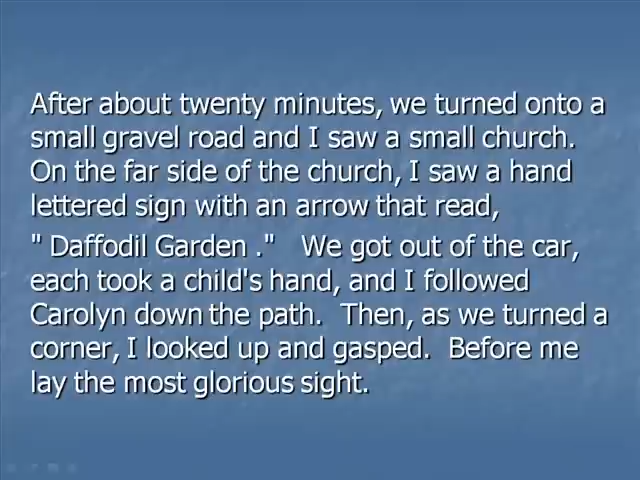 After about twenty minutes, we turned onto a
small gravel road and I saw a small church.
On the far side of the church, I saw a hand
lettered sign with an arrow that read,
" Daffodil Garden ."   We got out of the car,
each took a child's hand, and I followed
Carolyn down the path.  Then, as we turned a
corner, I looked up and gasped.  Before me
lay the most glorious sight.